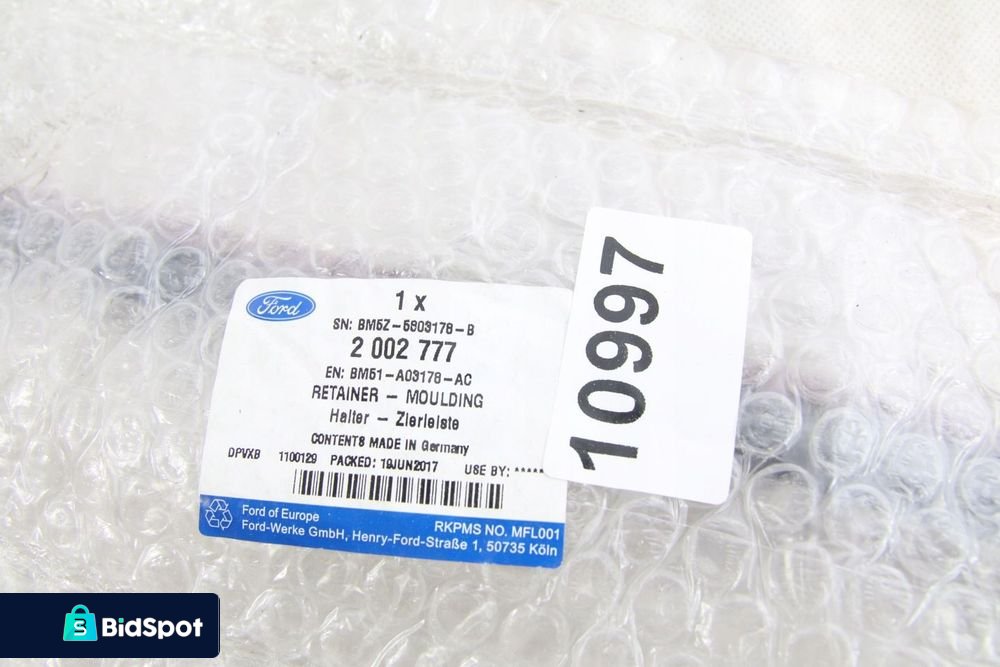 Ford
1 x
SN: BM5Z-5803178-B
2 002 777
EN: BM51-A03178-AC
RETAINER - MOULDING
Halter - Zierleiste
CONTENTS MADE IN Germany
DPVXB 1100129 PACKED: 19JUN2017 USE BY: *****
Ford of Europe
Ford-Werke GmbH, Henry-Ford-Straße 1, 50735 Köln
RKPMS NO. MFL001
10997
BidSpot